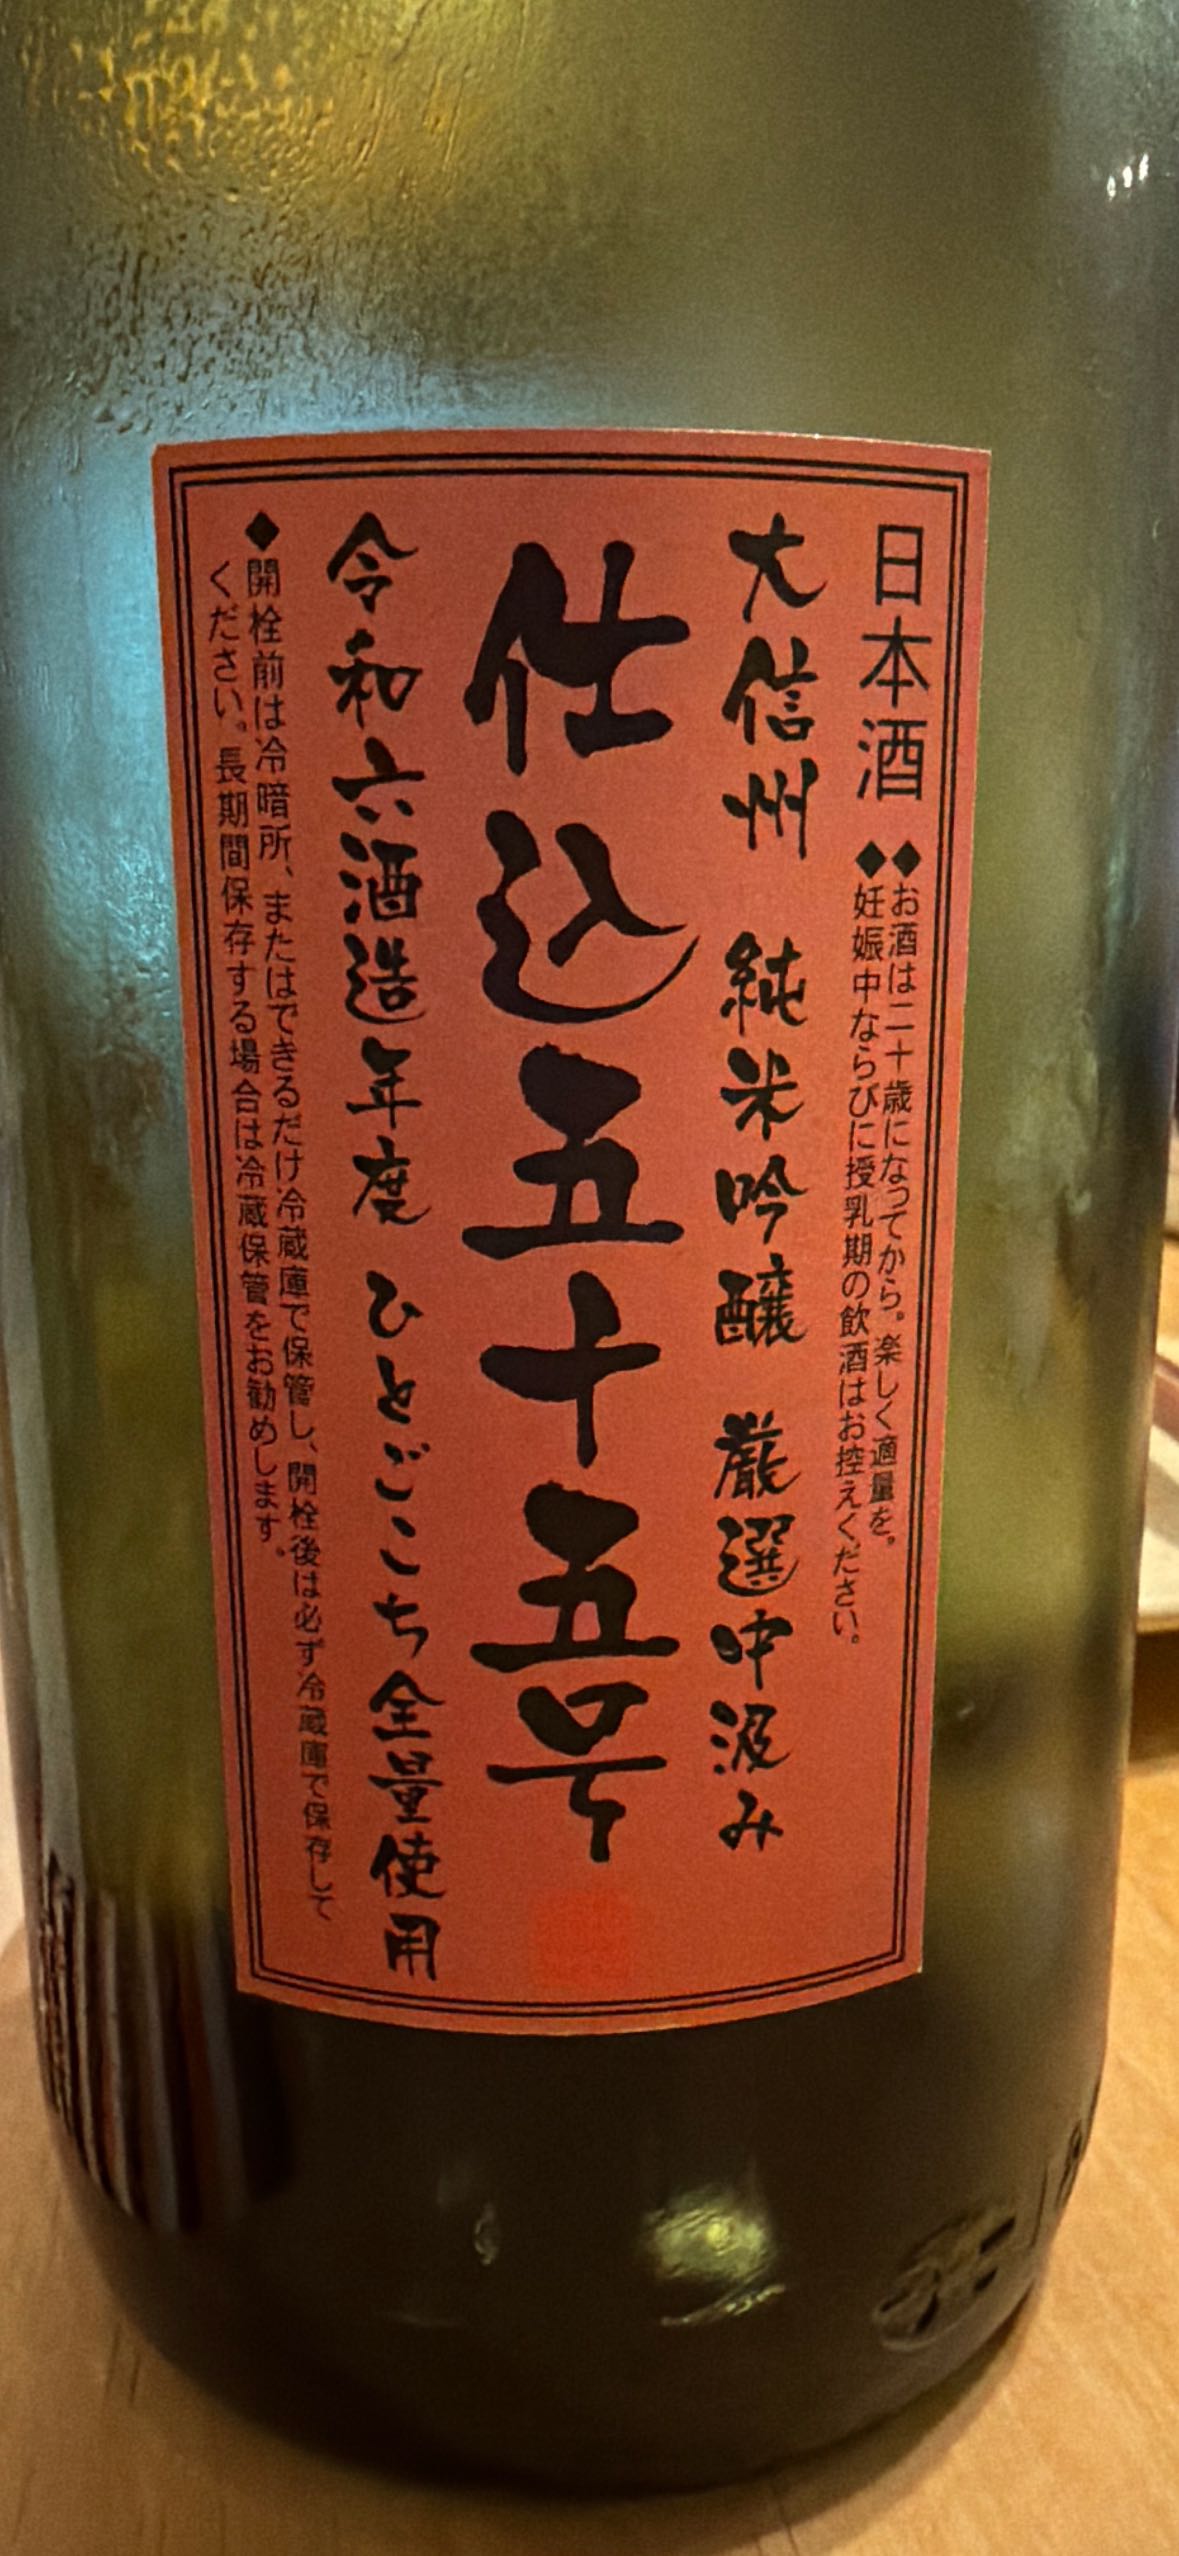 日本酒
◆お酒は二十歳になってから。楽しく適量を。
◆妊娠中ならびに授乳期の飲酒はお控えください。
大信州 純米吟醸 厳選中汲み
仕込五十五号
令和六酒造年度 ひとごこち全量使用
◆開栓前は冷暗所、またはできるだけ冷蔵庫で保管し、開栓後は必ず冷蔵庫で保存して
ください。長期間保存する場合は冷蔵保管をお勧めします。